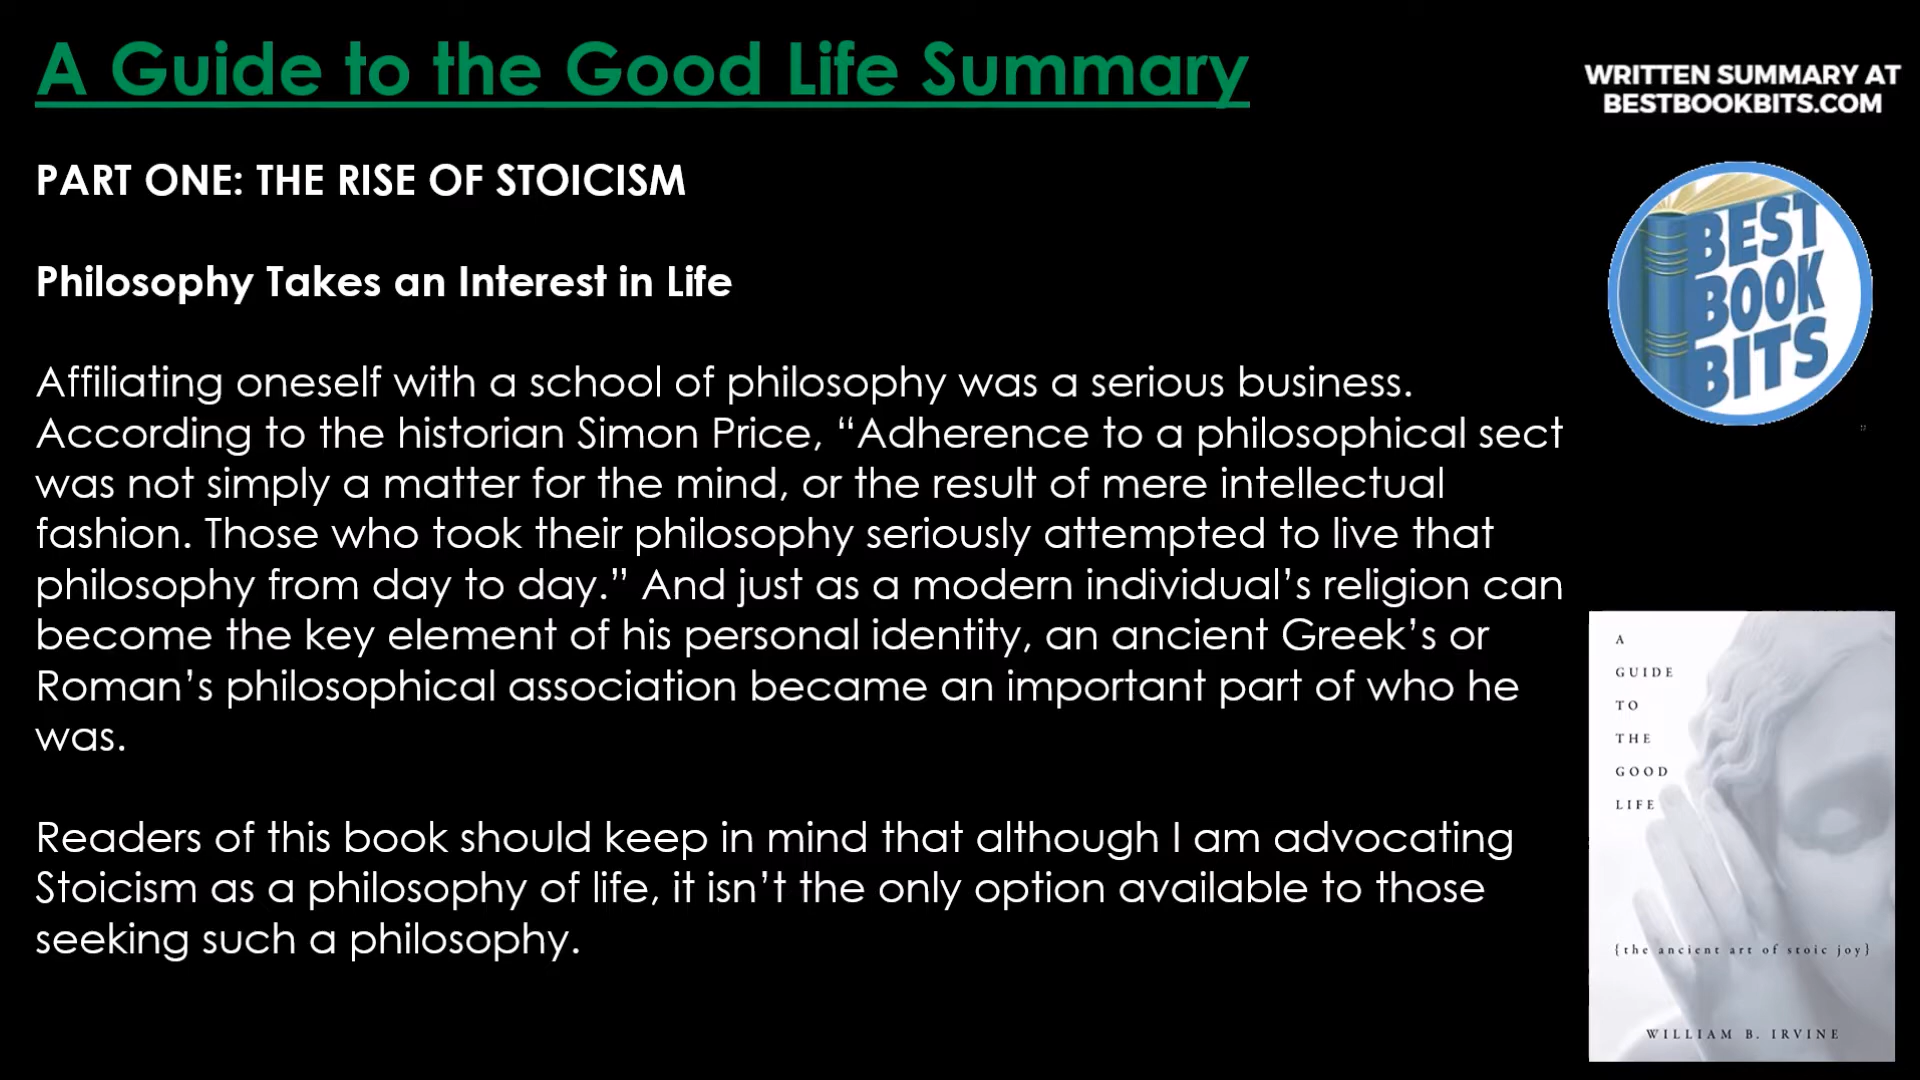 A Guide to the Good Life Summary
WRITTEN SUMMARY AT
BESTBOOKBITS.COM
PART ONE: THE RISE OF STOICISM
Philosophy Takes an Interest in Life
Affiliating oneself with a school of philosophy was a serious business.
According to the historian Simon Price, “Adherence to a philosophical sect
was not simply a matter for the mind, or the result of mere intellectual
fashion. Those who took their philosophy seriously attempted to live that
philosophy from day to day.” And just as a modern individual’s religion can
become the key element of his personal identity, an ancient Greek’s or
Roman’s philosophical association became an important part of who he
was.
Readers of this book should keep in mind that although I am advocating
Stoicism as a philosophy of life, it isn’t the only option available to those
seeking such a philosophy.
BEST
BOOK
BITS
A
GUIDE
TO
THE
GOOD
LIFE
{the ancient art of stoic joy}
WILLIAM B. IRVINE